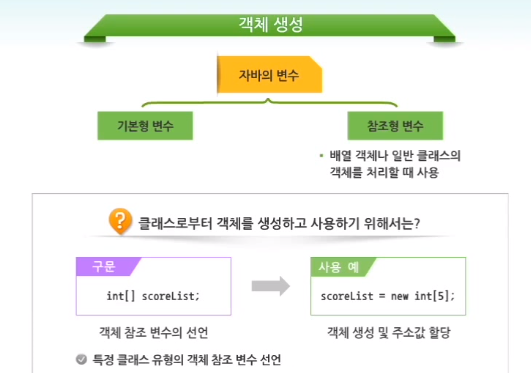 객체 생성
자바의 변수
기본형 변수
참조형 변수
• 배열 객체나 일반 클래스의
객체를 처리할 때 사용
? 클래스로부터 객체를 생성하고 사용하기 위해서는?
구문
int[] scoreList;
객체 참조 변수의 선언
사용 예
scoreList = new int[5];
객체 생성 및 주소값 할당
특정 클래스 유형의 객체 참조 변수 선언